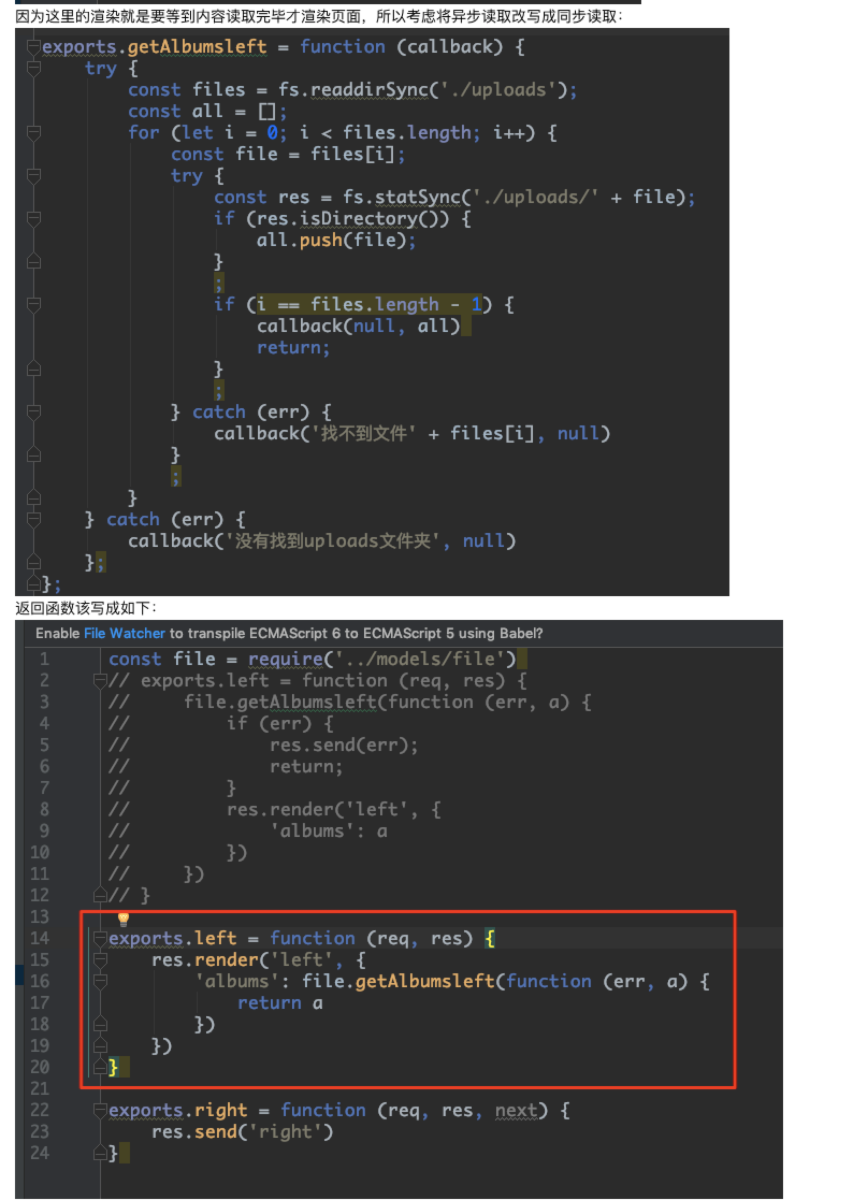 因为这里的渲染就是要等到内容读取完毕才渲染页面，所以考虑将异步读取改写成同步读取：
exports.getAlbumsleft = function (callback) {
    try {
        const files = fs.readdirSync('./uploads');
        const all = [];
        for (let i = 0; i < files.length; i++) {
            const file = files[i];
            try {
                const res = fs.statSync('./uploads/' + file);
                if (res.isDirectory()) {
                    all.push(file);
                }
                ;
                if (i == files.length - 1) {
                    callback(null, all)
                    return;
                }
                ;
            } catch (err) {
                callback('找不到文件' + files[i], null)
            }
            ;
        }
    } catch (err) {
        callback('没有找到uploads文件夹', null)
    };
};
返回函数该写成如下：
Enable File Watcher to transpile ECMAScript 6 to ECMAScript 5 using Babel?
1 const file = require('../models/file')
2 // exports.left = function (req, res) {
3 //     file.getAlbumsleft(function (err, a) {
4 //         if (err) {
5 //             res.send(err);
6 //             return;
7 //         }
8 //         res.render('left', {
9 //             'albums': a
10 //         })
11 //     })
12 // }
13
14 exports.left = function (req, res) {
15     res.render('left', {
16         'albums': file.getAlbumsleft(function (err, a) {
17             return a
18         })
19     })
20 }
21
22 exports.right = function (req, res, next) {
23     res.send('right')
24 }